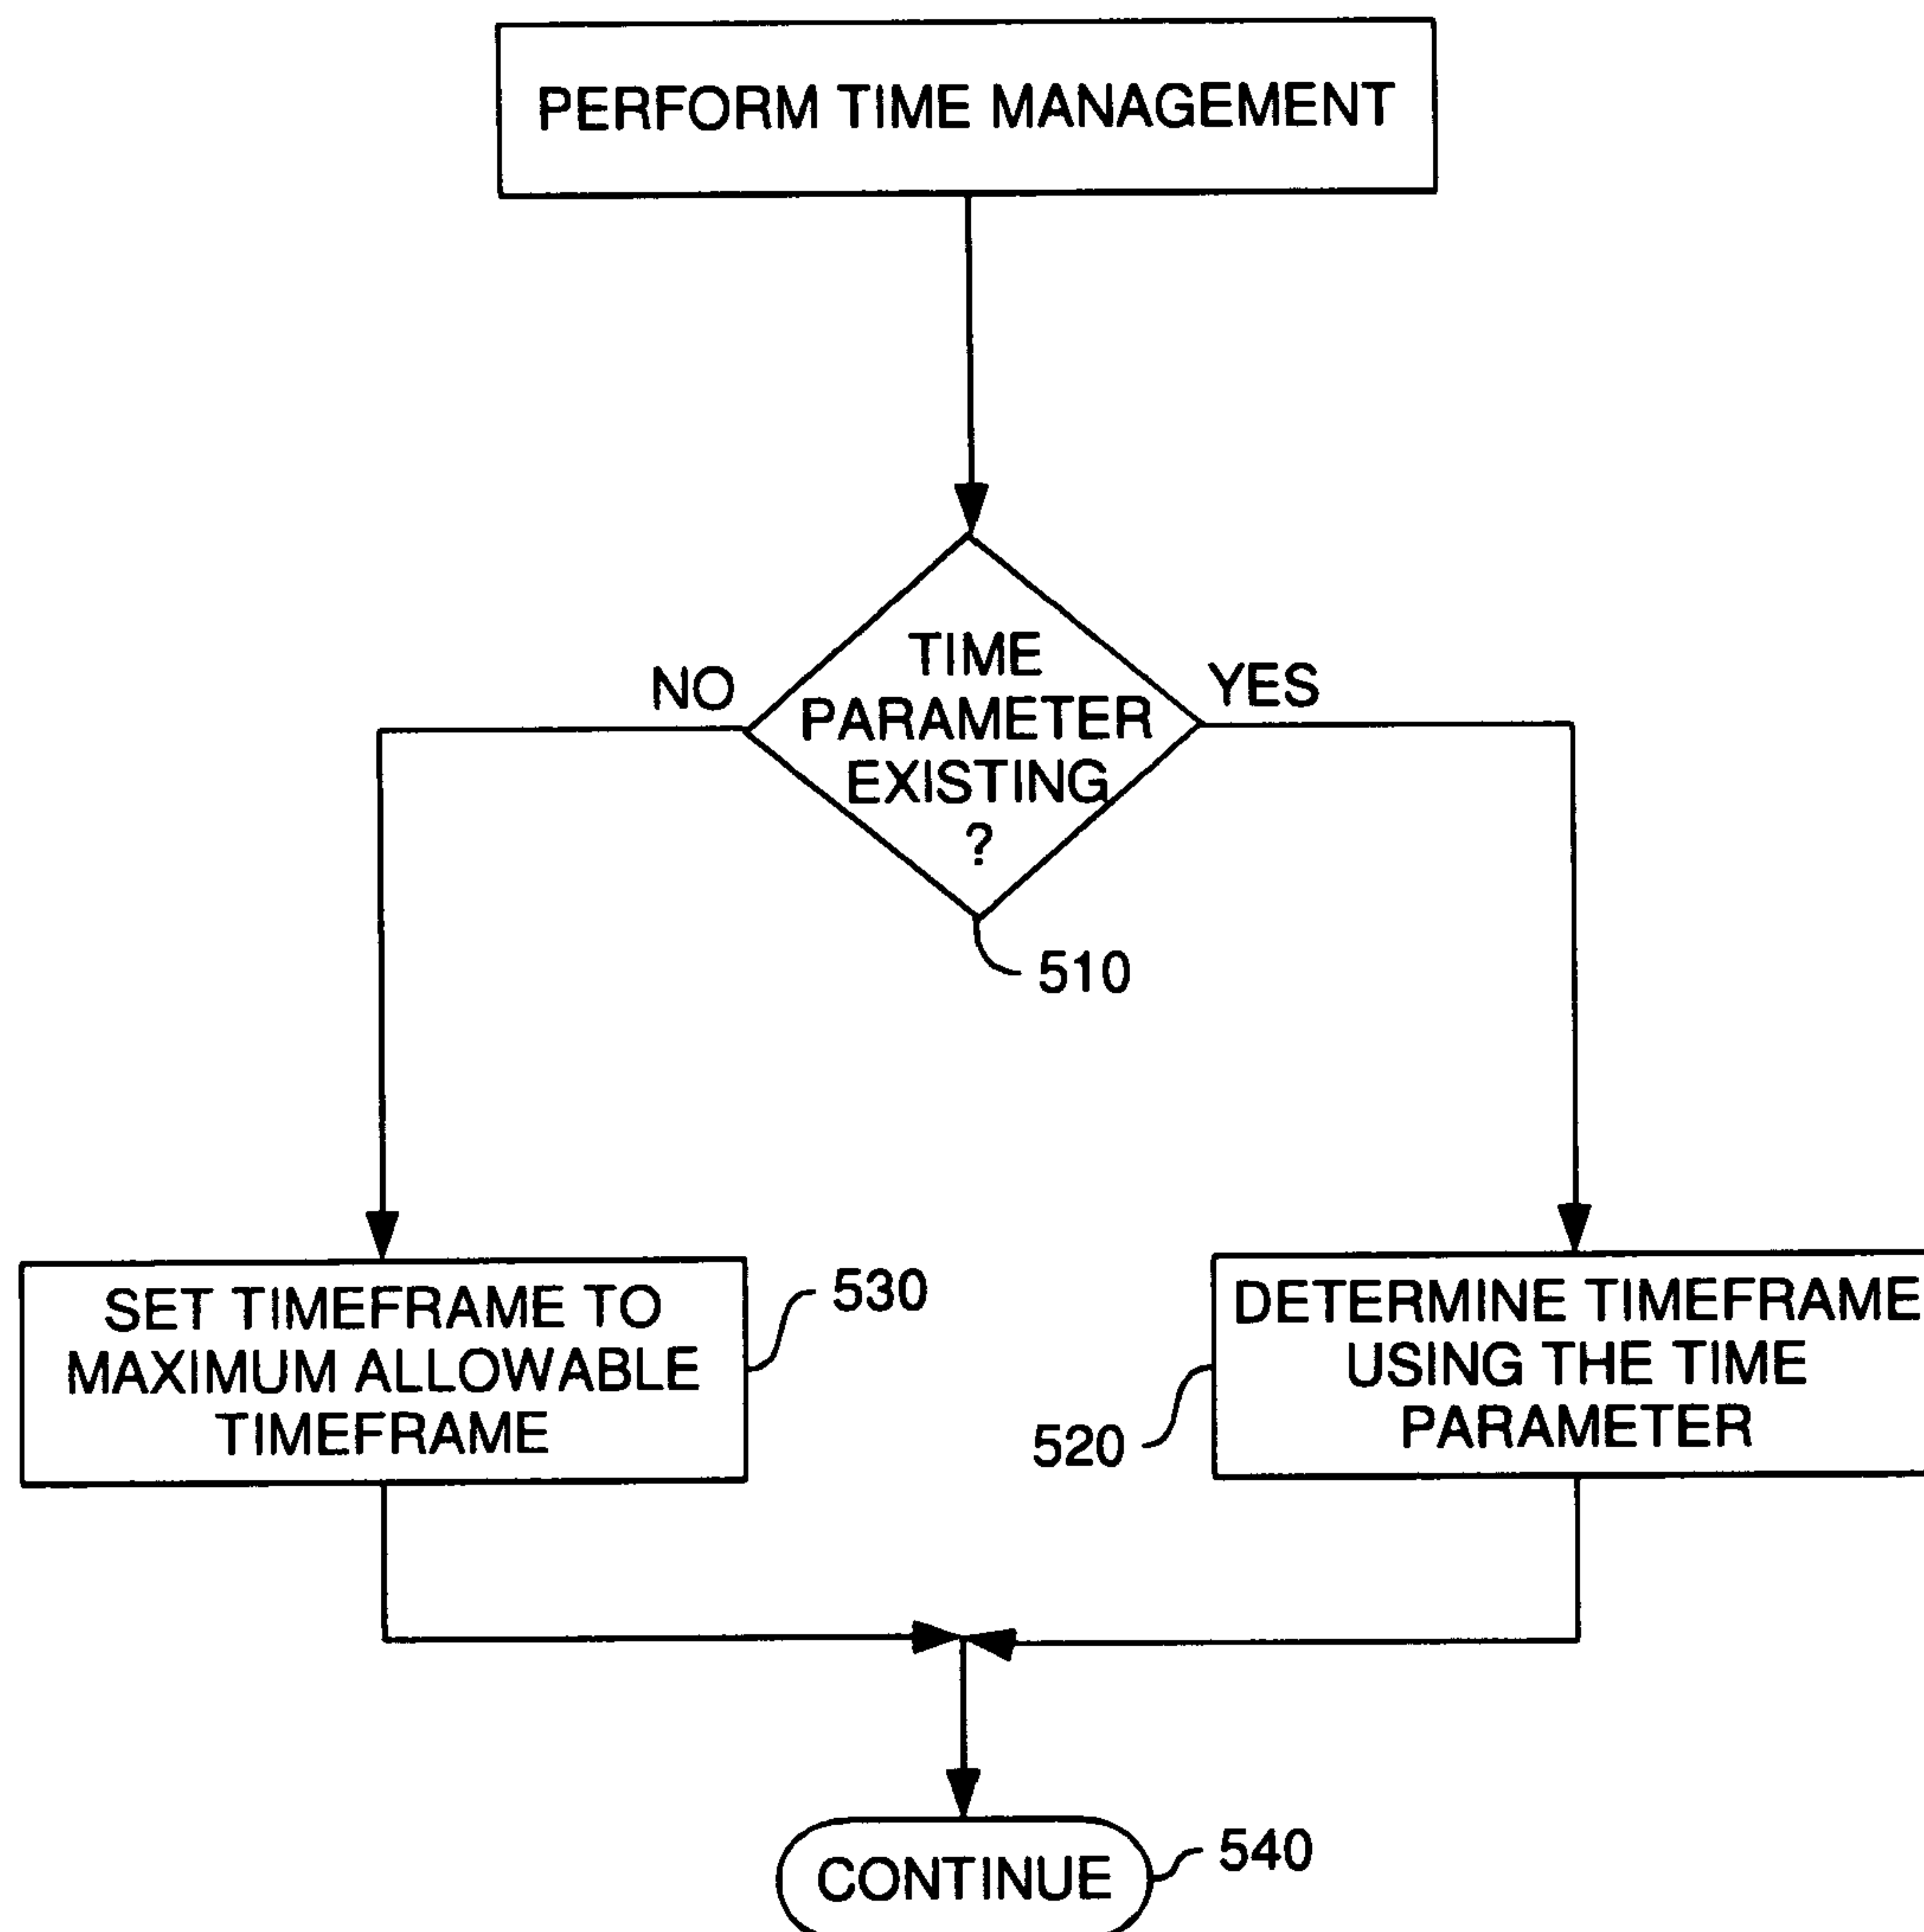 PERFORM TIME MANAGEMENT
TIME
PARAMETER
EXISTING
?
NO
YES
510
SET TIMEFRAME TO
MAXIMUM ALLOWABLE
TIMEFRAME
530
DETERMINE TIMEFRAME
USING THE TIME
PARAMETER
520
CONTINUE
540